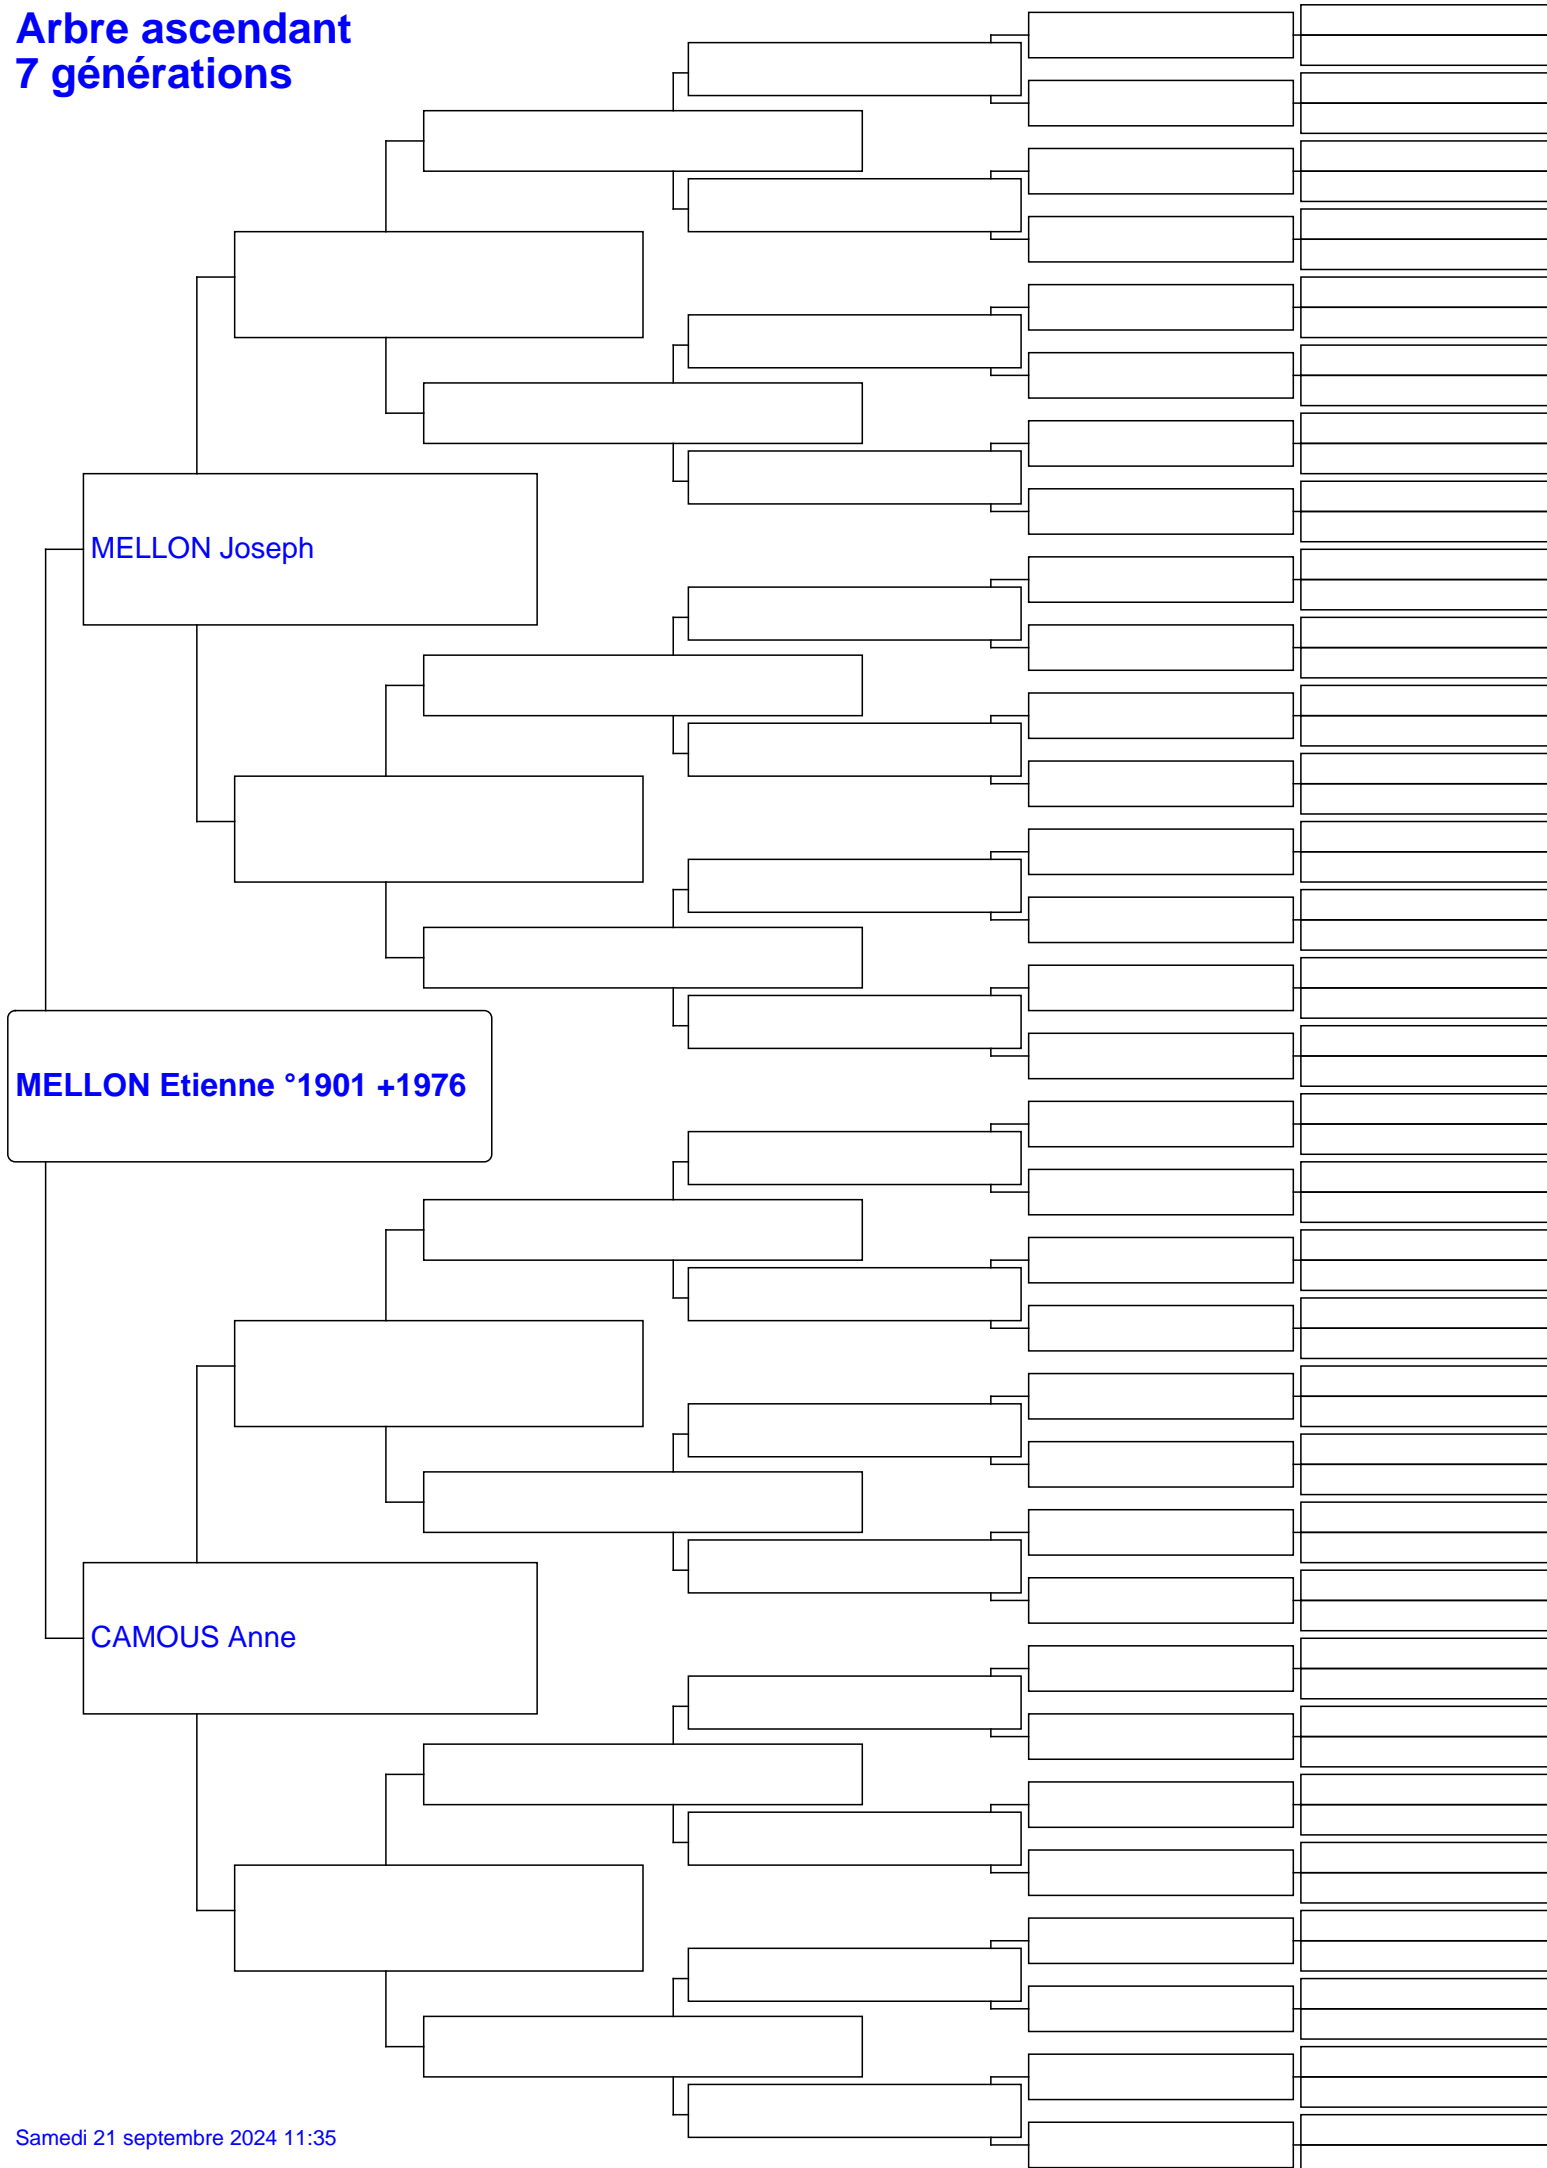 Arbre ascendant
7 générations
MELLON Joseph
MELLON Etienne °1901 +1976
CAMOUS Anne
Samedi 21 septembre 2024 11:35